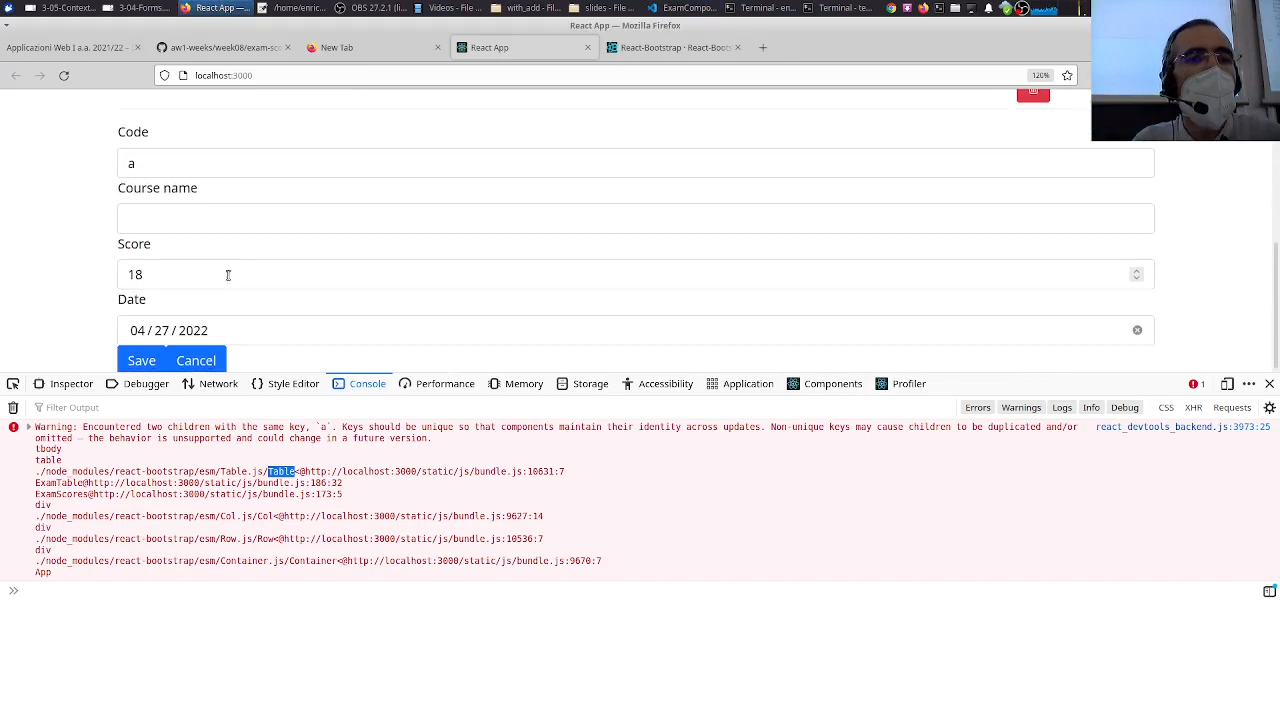 3-05-Context...
3-04-Forms...
React App
/home/enric...
OBS 27.2.1 (...
Videos - File ...
with_add - F...
slides - File ...
ExamCompo...
Terminal - en...
Terminal - te...
React App — Mozilla Firefox
Applicazioni Web I a.a. 2021/22 –
aw1-weeks/week08/exam-sc
New Tab
React App
React-Bootstrap · React-Boots
localhost:3000
120%
Code
a
Course name
Score
18
Date
04 / 27 / 2022
Save Cancel
Inspector Debugger Network Style Editor Console Performance Memory Storage Accessibility Application Components Profiler 1
Filter Output
Errors Warnings Logs Info Debug CSS XHR Requests
Warning: Encountered two children with the same key, `a`. Keys should be unique so that components maintain their identity across updates. Non-unique keys may cause children to be duplicated and/or react_devtools_backend.js:3973:25
omitted — the behavior is unsupported and could change in a future version.
tbody
table
./node_modules/react-bootstrap/esm/Table.js/Table<@http://localhost:3000/static/js/bundle.js:10631:7
ExamTable@http://localhost:3000/static/js/bundle.js:186:32
ExamScores@http://localhost:3000/static/js/bundle.js:173:5
div
./node_modules/react-bootstrap/esm/Col.js/Col<@http://localhost:3000/static/js/bundle.js:9627:14
div
./node_modules/react-bootstrap/esm/Row.js/Row<@http://localhost:3000/static/js/bundle.js:10536:7
div
./node_modules/react-bootstrap/esm/Container.js/Container<@http://localhost:3000/static/js/bundle.js:9670:7
App